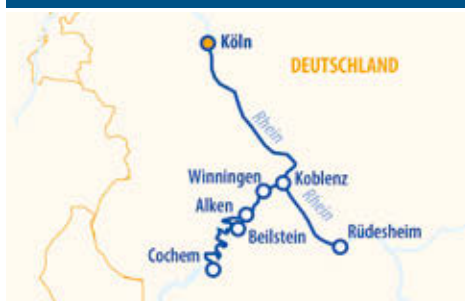 Köln
DEUTSCHLAND
Rhein
Winningen
Koblenz
Rhein
Alken
Beilstein
Rüdesheim
Cochem